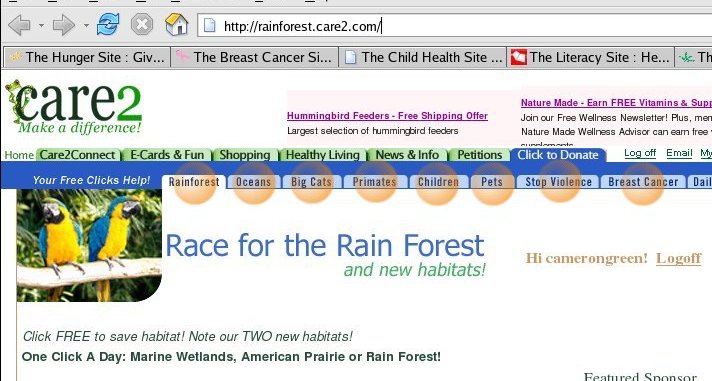 http://rainforest.care2.com/
The Hunger Site : Giv... The Breast Cancer Si... The Child Health Site ... The Literacy Site : He... Th
care2
Make a difference!
Hummingbird Feeders - Free Shipping Offer
Largest selection of hummingbird feeders
Nature Made - Earn FREE Vitamins & Supp
Join our Free Wellness Newsletter! Plus, mem
Nature Made Wellness Advisor can earn free v
Home Care2Connect E-Cards & Fun Shopping Healthy Living News & Info Petitions Click to Donate Log off Email My
Your Free Clicks Help! Rainforest Oceans Big Cats Primates Children Pets Stop Violence Breast Cancer Dail
Race for the Rain Forest
and new habitats!
Hi camerongreen! Logoff
Click FREE to save habitat! Note our TWO new habitats!
One Click A Day: Marine Wetlands, American Prairie or Rain Forest!
Featured Sponsor